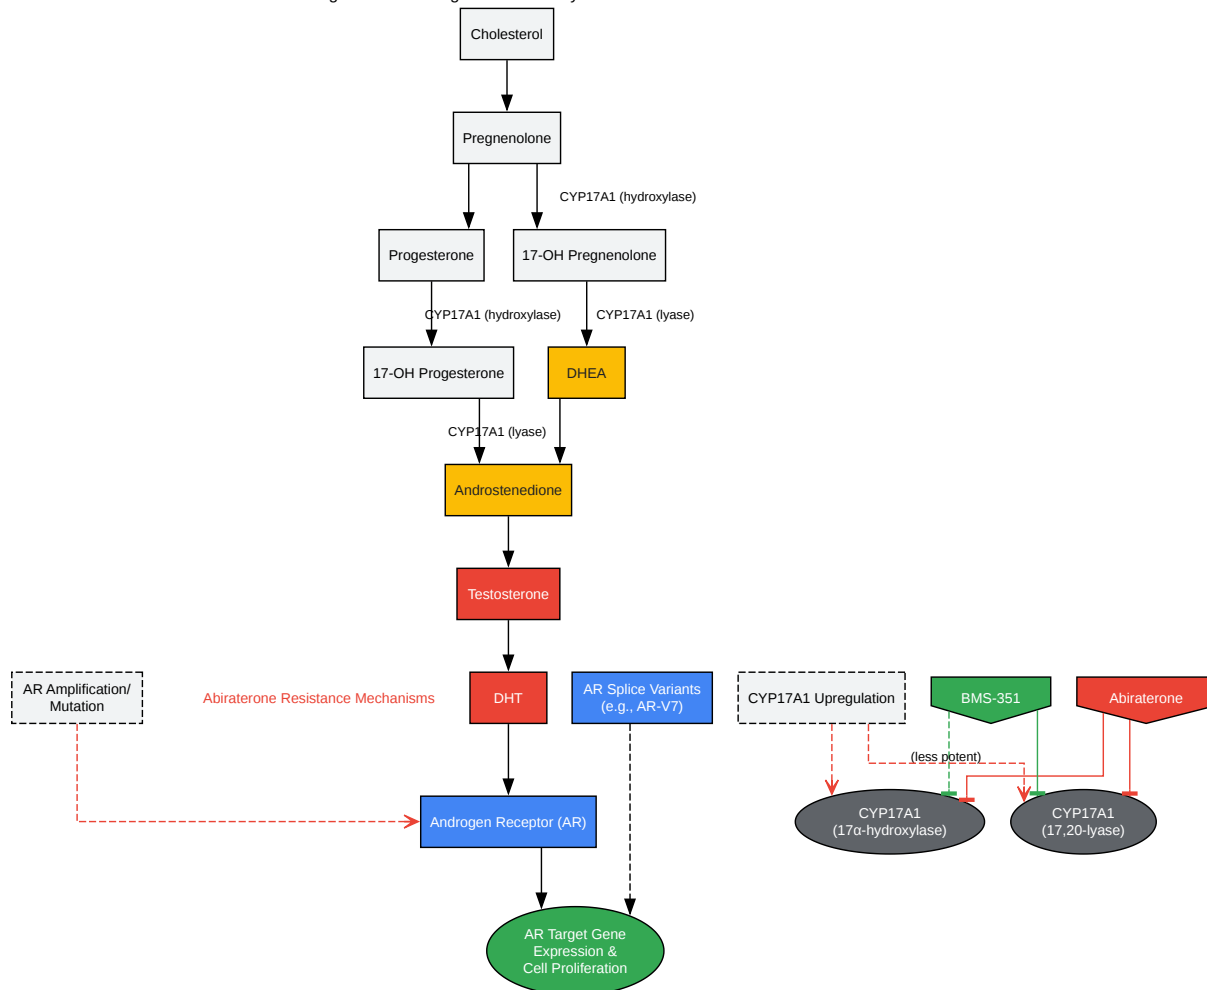 Cholesterol
Pregnenolone
CYP17A1 (hydroxylase)
Progesterone
17-OH Pregnenolone
CYP17A1 (hydroxylase)
CYP17A1 (lyase)
17-OH Progesterone
DHEA
CYP17A1 (lyase)
Androstenedione
Testosterone
AR Amplification/
Mutation
Abiraterone Resistance Mechanisms
DHT
AR Splice Variants
(e.g., AR-V7)
CYP17A1 Upregulation
BMS-351
Abiraterone
(less potent)
Androgen Receptor (AR)
CYP17A1
(17α-hydroxylase)
CYP17A1
(17,20-lyase)
AR Target Gene
Expression &
Cell Proliferation